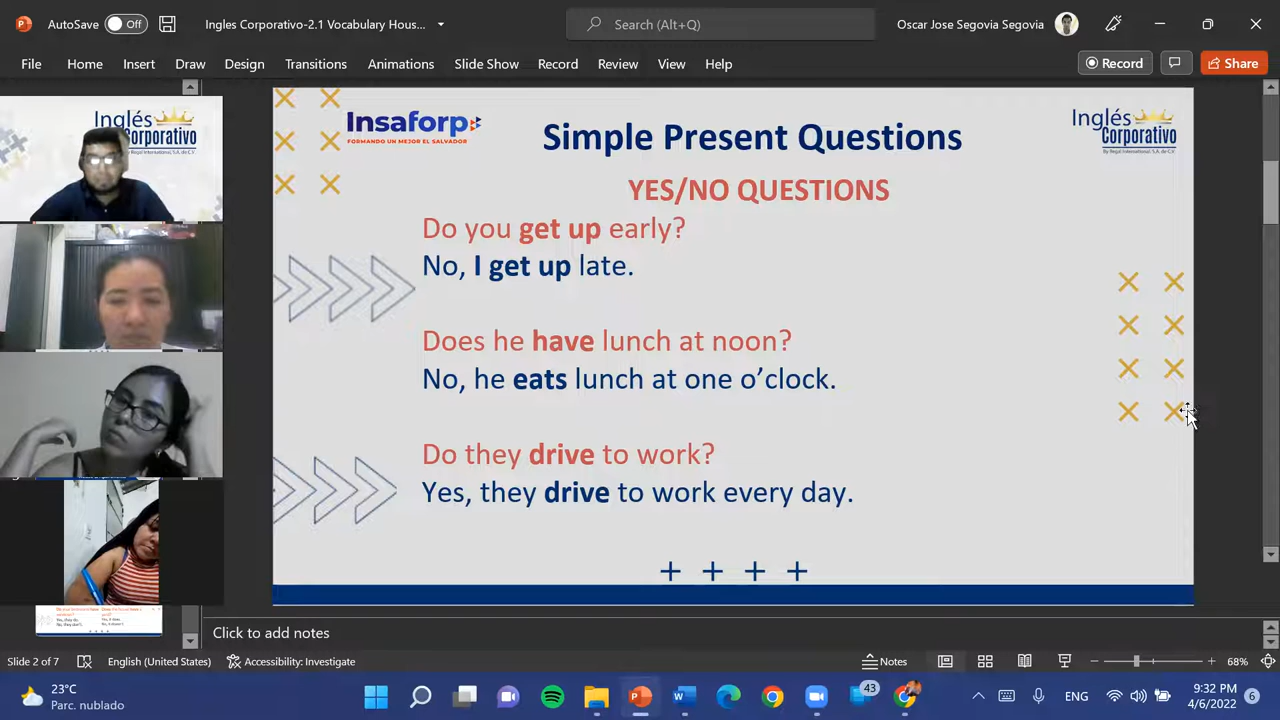 AutoSave Off Ingles Corporativo-2.1 Vocabulary Hous... Search (Alt+Q) Oscar Jose Segovia Segovia
File Home Insert Draw Design Transitions Animations Slide Show Record Review View Help Record Share
Inglés
Corporativo
Insaforp
FORMANDO UN MEJOR EL SALVADOR
Simple Present Questions
Inglés
Corporativo
By Regal International, S.A. de C.V.
YES/NO QUESTIONS
Do you get up early?
No, I get up late.
Does he have lunch at noon?
No, he eats lunch at one o’clock.
Do they drive to work?
Yes, they drive to work every day.
Click to add notes
Slide 2 of 7 English (United States) Accessibility: Investigate Notes 68%
23°C
Parc. nublado
43
ENG
9:32 PM
4/6/2022
6